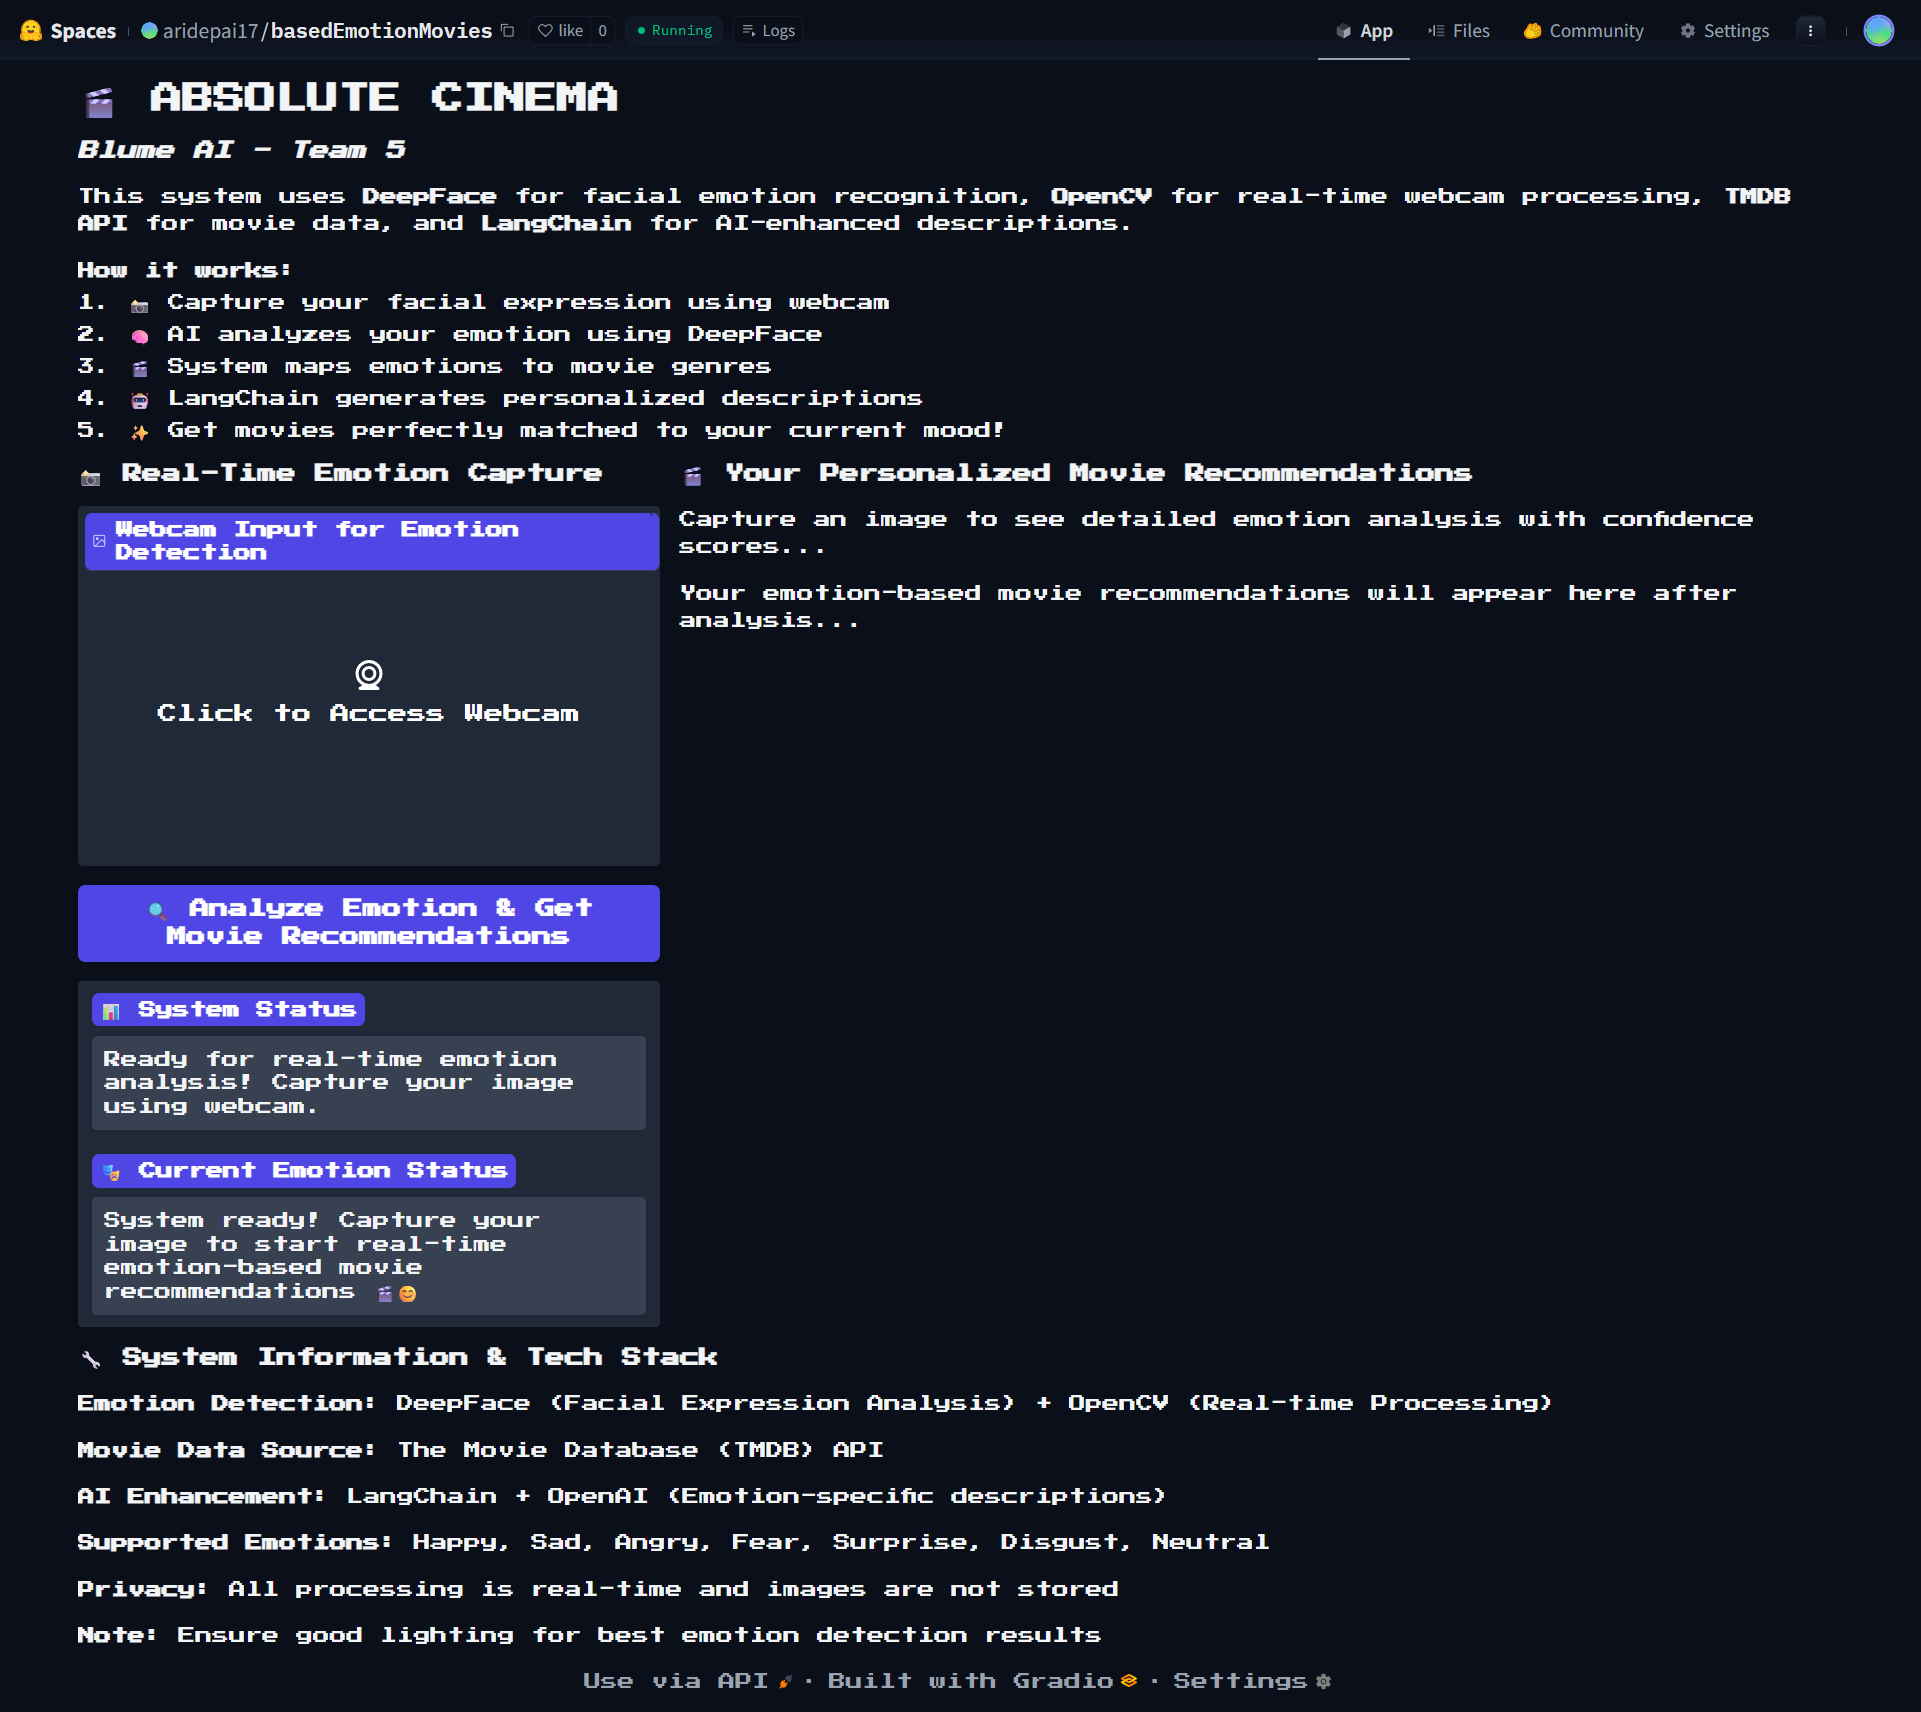 Spaces aridepai17/basedEmotionMovies like 0 Running Logs App Files Community Settings
🎬 ABSOLUTE CINEMA
Blume AI - Team 5
This system uses DeepFace for facial emotion recognition, OpenCV for real-time webcam processing, TMDB
API for movie data, and LangChain for AI-enhanced descriptions.
How it works:
1. 📸 Capture your facial expression using webcam
2. 🧠 AI analyzes your emotion using DeepFace
3. 🎬 System maps emotions to movie genres
4. 🤖 LangChain generates personalized descriptions
5. ✨ Get movies perfectly matched to your current mood!
📸 Real-Time Emotion Capture
Webcam Input for Emotion
Detection
Click to Access Webcam
🔍 Analyze Emotion & Get
Movie Recommendations
📊 System Status
Ready for real-time emotion
analysis! Capture your image
using webcam.
🎭 Current Emotion Status
System ready! Capture your
image to start real-time
emotion-based movie
recommendations 🎬😊
🎬 Your Personalized Movie Recommendations
Capture an image to see detailed emotion analysis with confidence
scores...
Your emotion-based movie recommendations will appear here after
analysis...
🔧 System Information & Tech Stack
Emotion Detection: DeepFace (Facial Expression Analysis) + OpenCV (Real-time Processing)
Movie Data Source: The Movie Database (TMDB) API
AI Enhancement: LangChain + OpenAI (Emotion-specific descriptions)
Supported Emotions: Happy, Sad, Angry, Fear, Surprise, Disgust, Neutral
Privacy: All processing is real-time and images are not stored
Note: Ensure good lighting for best emotion detection results
Use via API · Built with Gradio · Settings